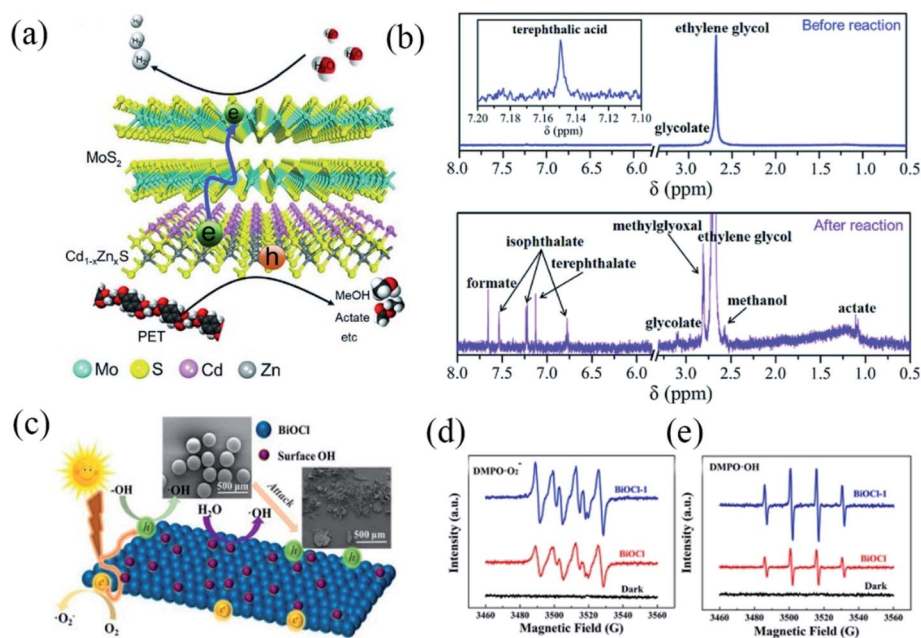 (a)
H₂
H₂
H₂
H₂O
H₂O
H₂O
e
MoS₂
e
h
Cd₁₋ₓZnₓS
MeOH
Actate
etc
PET
Mo S Cd Zn
(b)
Before reaction
terephthalic acid
ethylene glycol
7.20 7.18 7.16 7.14 7.12 7.10
δ (ppm)
glycolate
8.0 7.5 7.0 6.5 6.0 3.0 2.5 2.0 1.5 1.0 0.5
δ (ppm)
After reaction
methylglyoxal
ethylene glycol
isophthalate
terephthalate
formate
methanol
glycolate
actate
8.0 7.5 7.0 6.5 6.0 3.0 2.5 2.0 1.5 1.0 0.5
δ (ppm)
(c)
BiOCl
Surface OH
500 µm
Attack
500 µm
·OH
·OH
H₂O
·OH
h
h
h
e
e
e
·O₂⁻
O₂
(d)
DMPO·O₂⁻
BiOCl-1
BiOCl
Dark
Intensity (a.u.)
3460 3480 3500 3520 3540 3560
Magnetic Field (G)
(e)
DMPO·OH
BiOCl-1
BiOCl
Dark
Intensity (a.u.)
3460 3480 3500 3520 3540 3560
Magnetic Field (G)